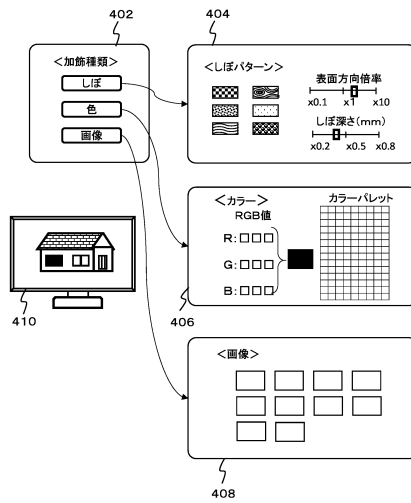 402
404
<加飾種類>
しぼ
色
画像
<しぼパターン>
表面方向倍率
x0.1 x1 x10
しぼ深さ(mm)
x0.2 x0.5 x0.8
<カラー>
RGB値
カラーパレット
R:
G:
B:
410
406
<画像>
408